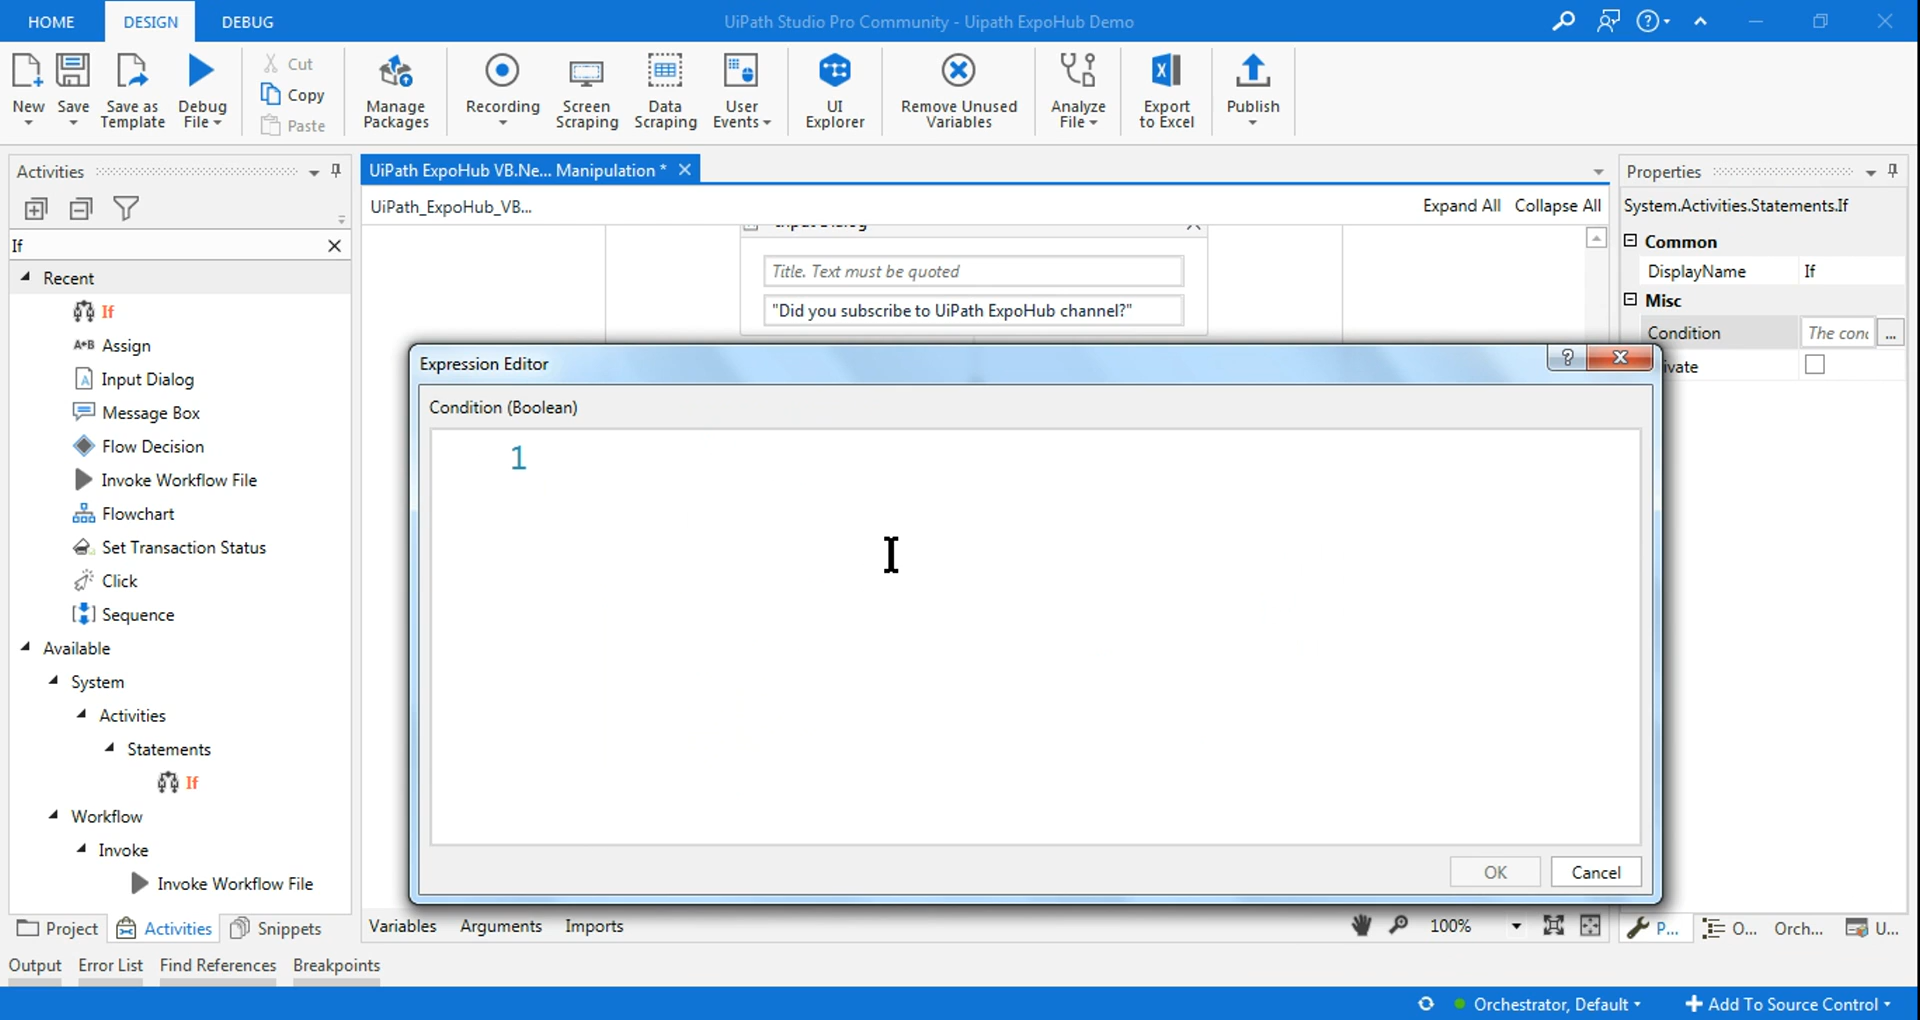 HOME DESIGN DEBUG UiPath Studio Pro Community - Uipath ExpoHub Demo
New Save Save as Template Debug File
Cut
Copy
Paste
Manage Packages Recording Screen Scraping Data Scraping User Events UI Explorer Remove Unused Variables Analyze File Export to Excel Publish
Activities
If
Recent
If
Assign
Input Dialog
Message Box
Flow Decision
Invoke Workflow File
Flowchart
Set Transaction Status
Click
Sequence
Available
System
Activities
Statements
If
Workflow
Invoke
Invoke Workflow File
Project Activities Snippets
UiPath ExpoHub VB.Ne... Manipulation *
UiPath_ExpoHub_VB... Expand All Collapse All
Input Dialog
Title. Text must be quoted
"Did you subscribe to UiPath ExpoHub channel?"
Expression Editor
Condition (Boolean)
1
OK Cancel
Variables Arguments Imports 100%
Properties
System.Activities.Statements.If
Common
DisplayName If
Misc
Condition The conc ...
ivate
P... O... Orch... U...
Output Error List Find References Breakpoints
Orchestrator, Default Add To Source Control